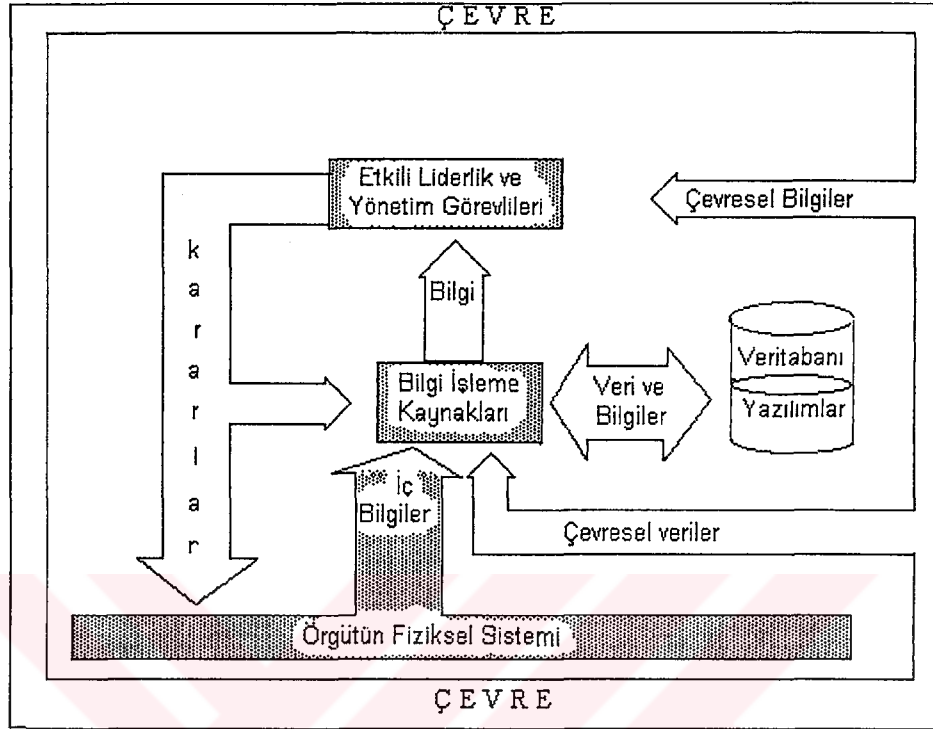 ÇEVRE
Etkili Liderlik ve
Yönetim Görevlileri
Çevresel Bilgiler
kararlar
Bilgi
Bilgi İşleme
Kaynakları
Veri ve
Bilgiler
Veritabanı
Yazılımlar
İç
Bilgiler
Çevresel veriler
Örgütün Fiziksel Sistemi
ÇEVRE